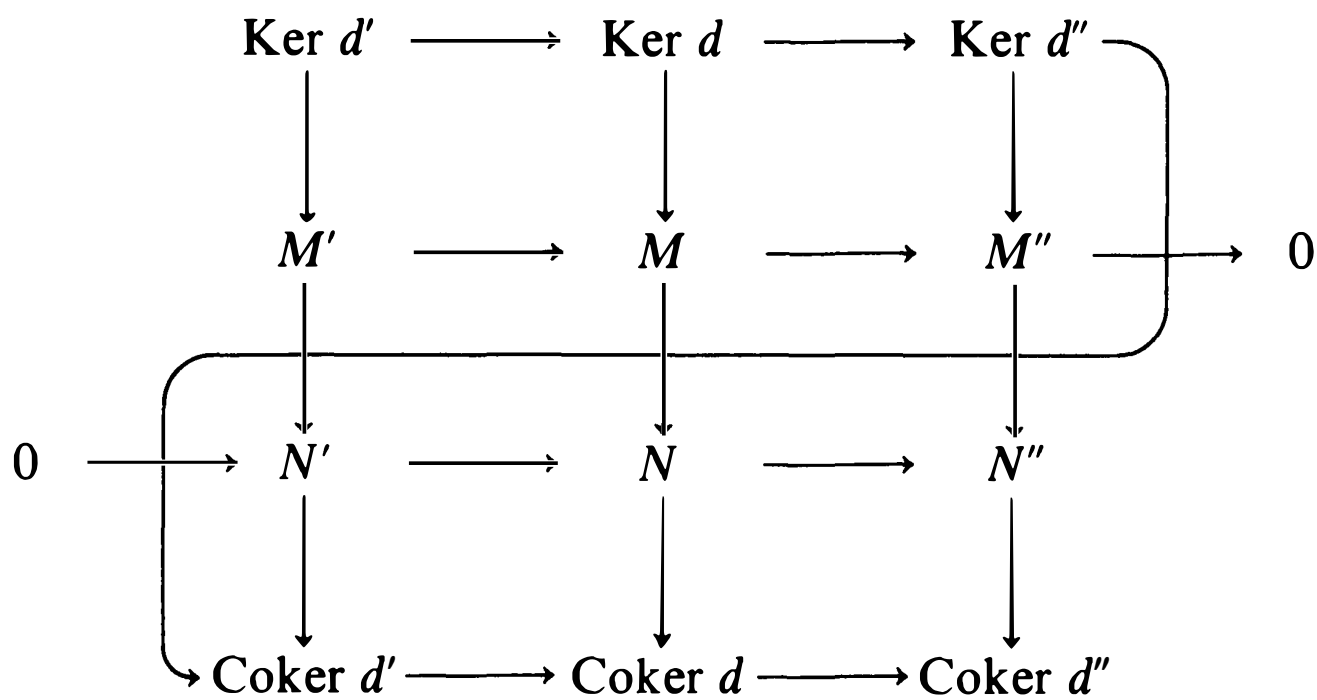 Ker d′ Ker d Ker d″
M′ M M″ 0
0 N′ N N″
Coker d′ Coker d Coker d″